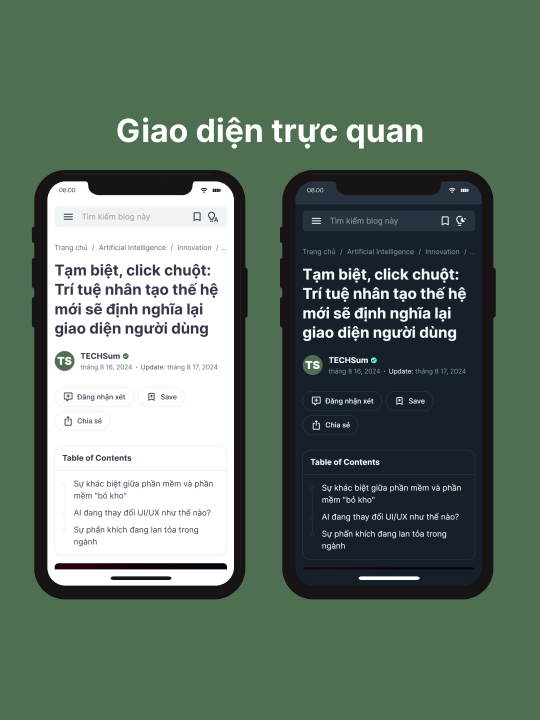 Giao diện trực quan
08:00
Tìm kiếm blog này
Trang chủ / Artificial Intelligence / Innovation / ...
Tạm biệt, click chuột:
Trí tuệ nhân tạo thế hệ
mới sẽ định nghĩa lại
giao diện người dùng
TS
TECHSum
tháng 8 16, 2024 • Update: tháng 8 17, 2024
Đăng nhận xét
Save
Chia sẻ
Table of Contents
Sự khác biệt giữa phần mềm và phần
mềm "bỏ kho"
AI đang thay đổi UI/UX như thế nào?
Sự phấn khích đang lan tỏa trong
ngành
08:00
Tìm kiếm blog này
Trang chủ / Artificial Intelligence / Innovation / ...
Tạm biệt, click chuột:
Trí tuệ nhân tạo thế hệ
mới sẽ định nghĩa lại
giao diện người dùng
TS
TECHSum
tháng 8 16, 2024 • Update: tháng 8 17, 2024
Đăng nhận xét
Save
Chia sẻ
Table of Contents
Sự khác biệt giữa phần mềm và phần
mềm "bỏ kho"
AI đang thay đổi UI/UX như thế nào?
Sự phấn khích đang lan tỏa trong
ngành